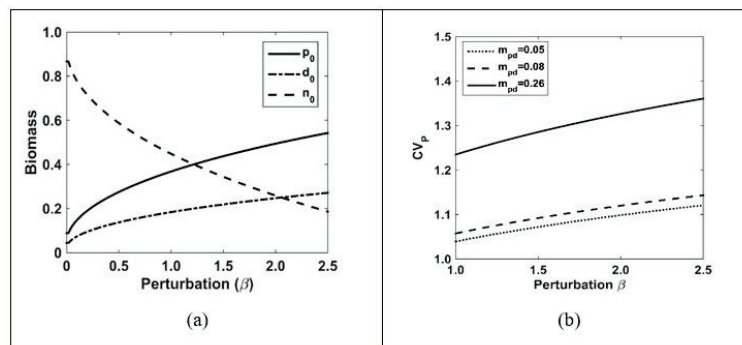 1.0
0.8
0.6
0.4
0.2
0
Biomass
p0
d0
n0
0 0.5 1.0 1.5 2.0 2.5
Perturbation (β)
(a)
1.5
1.4
1.3
1.2
1.1
1.0
CVP
mpd=0.05
mpd=0.08
mpd=0.26
1.0 1.5 2.0 2.5
Perturbation β
(b)